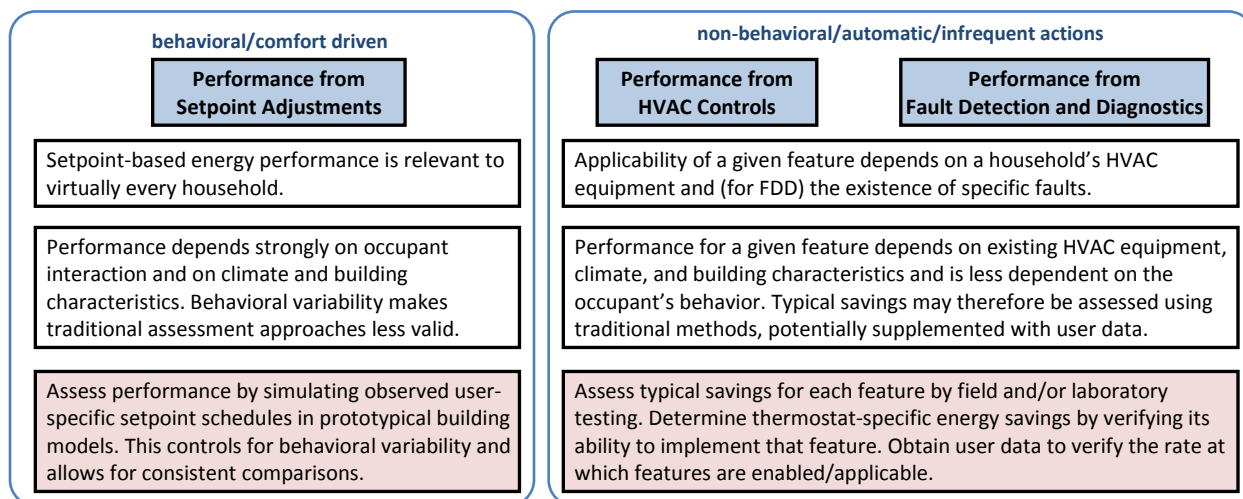 behavioral/comfort driven
Performance from
Setpoint Adjustments
Setpoint-based energy performance is relevant to
virtually every household.
Performance depends strongly on occupant
interaction and on climate and building
characteristics. Behavioral variability makes
traditional assessment approaches less valid.
Assess performance by simulating observed user-
specific setpoint schedules in prototypical building
models. This controls for behavioral variability and
allows for consistent comparisons.
non-behavioral/automatic/infrequent actions
Performance from
HVAC Controls
Performance from
Fault Detection and Diagnostics
Applicability of a given feature depends on a household’s HVAC
equipment and (for FDD) the existence of specific faults.
Performance for a given feature depends on existing HVAC equipment,
climate, and building characteristics and is less dependent on the
occupant’s behavior. Typical savings may therefore be assessed using
traditional methods, potentially supplemented with user data.
Assess typical savings for each feature by field and/or laboratory
testing. Determine thermostat-specific energy savings by verifying its
ability to implement that feature. Obtain user data to verify the rate at
which features are enabled/applicable.